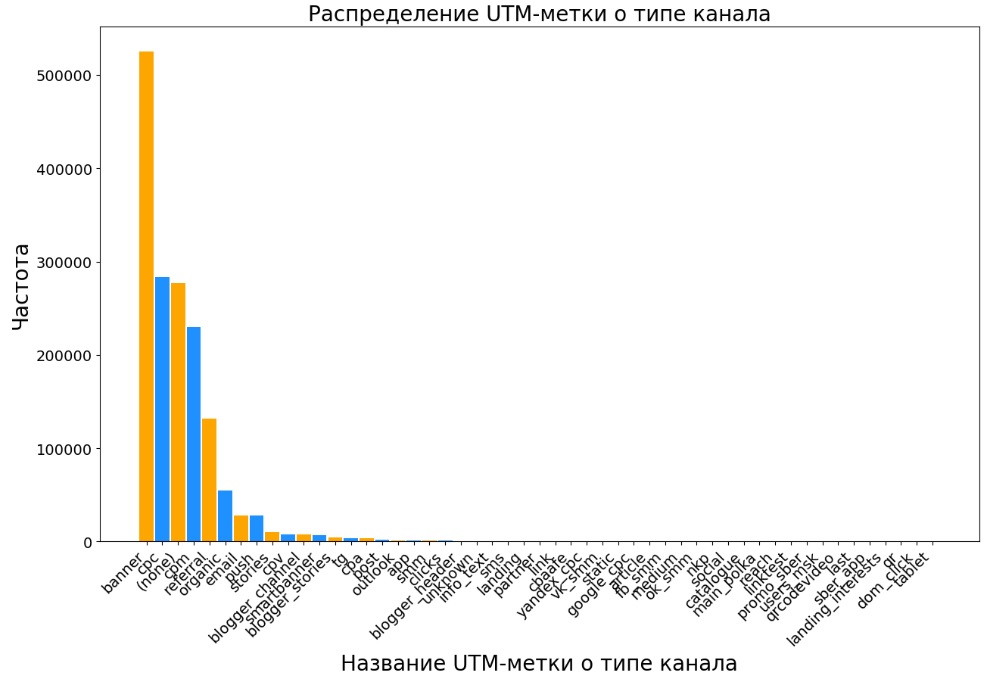 Распределение UTM-метки о типе канала
Частота
500000
400000
300000
200000
100000
0
banner
cpc
(none)
cpm
referral
organic
email
push
stories
cpv
blogger_channel
smartbanner
blogger_stories
tg
cpa
post
outlook
app
smm
clicks
blogger_header
unknown
info_text
sms
landing
partner
link
cbaafe
yandex_cpc
vk_smm
static
google_cpc
article
fb_smm
medium
ok_smm
nkp
social
catalogue
main_polka
reach
linktest
promo_sber
users_msk
qrcodevideo
last
sber_app
landing_interests
qr
dom_click
tablet
Название UTM-метки о типе канала